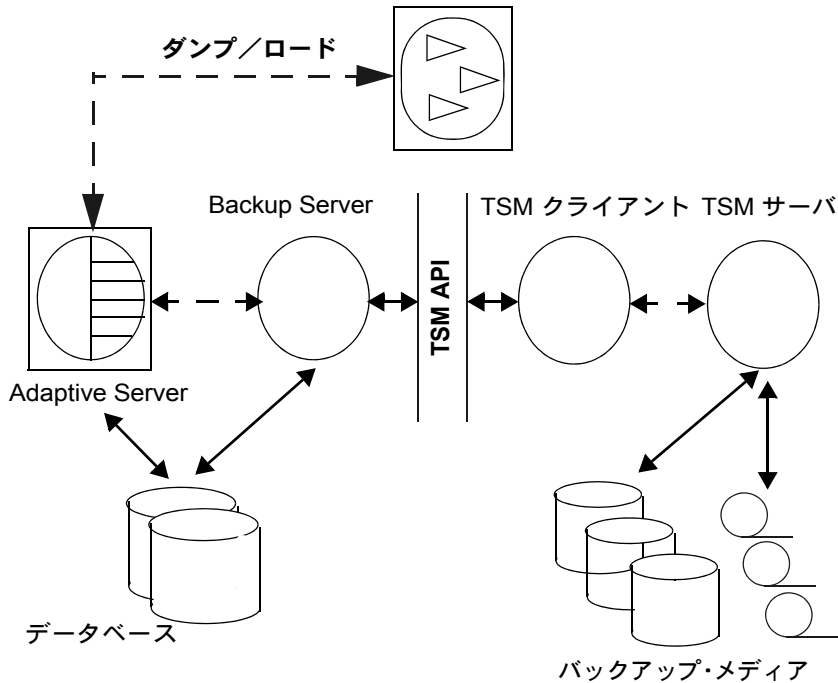 ダンプ／ロード
Backup Server
TSM クライアント
TSM サーバ
TSM API
Adaptive Server
データベース
バックアップ・メディア